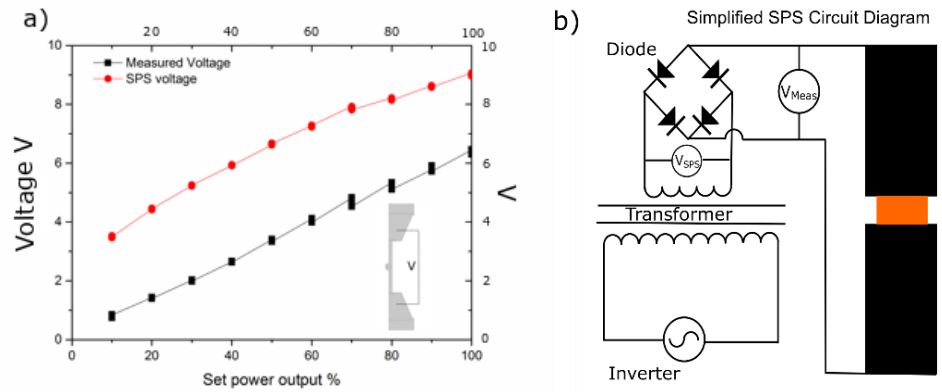 a)
0 20 40 60 80 100
10 10
Measured Voltage
SPS voltage
8 8
6 6
Voltage V
V
4 4
V
2 2
0 0
0 20 40 60 80 100
Set power output %
b) Simplified SPS Circuit Diagram
Diode
VMeas
VSPS
Transformer
Inverter